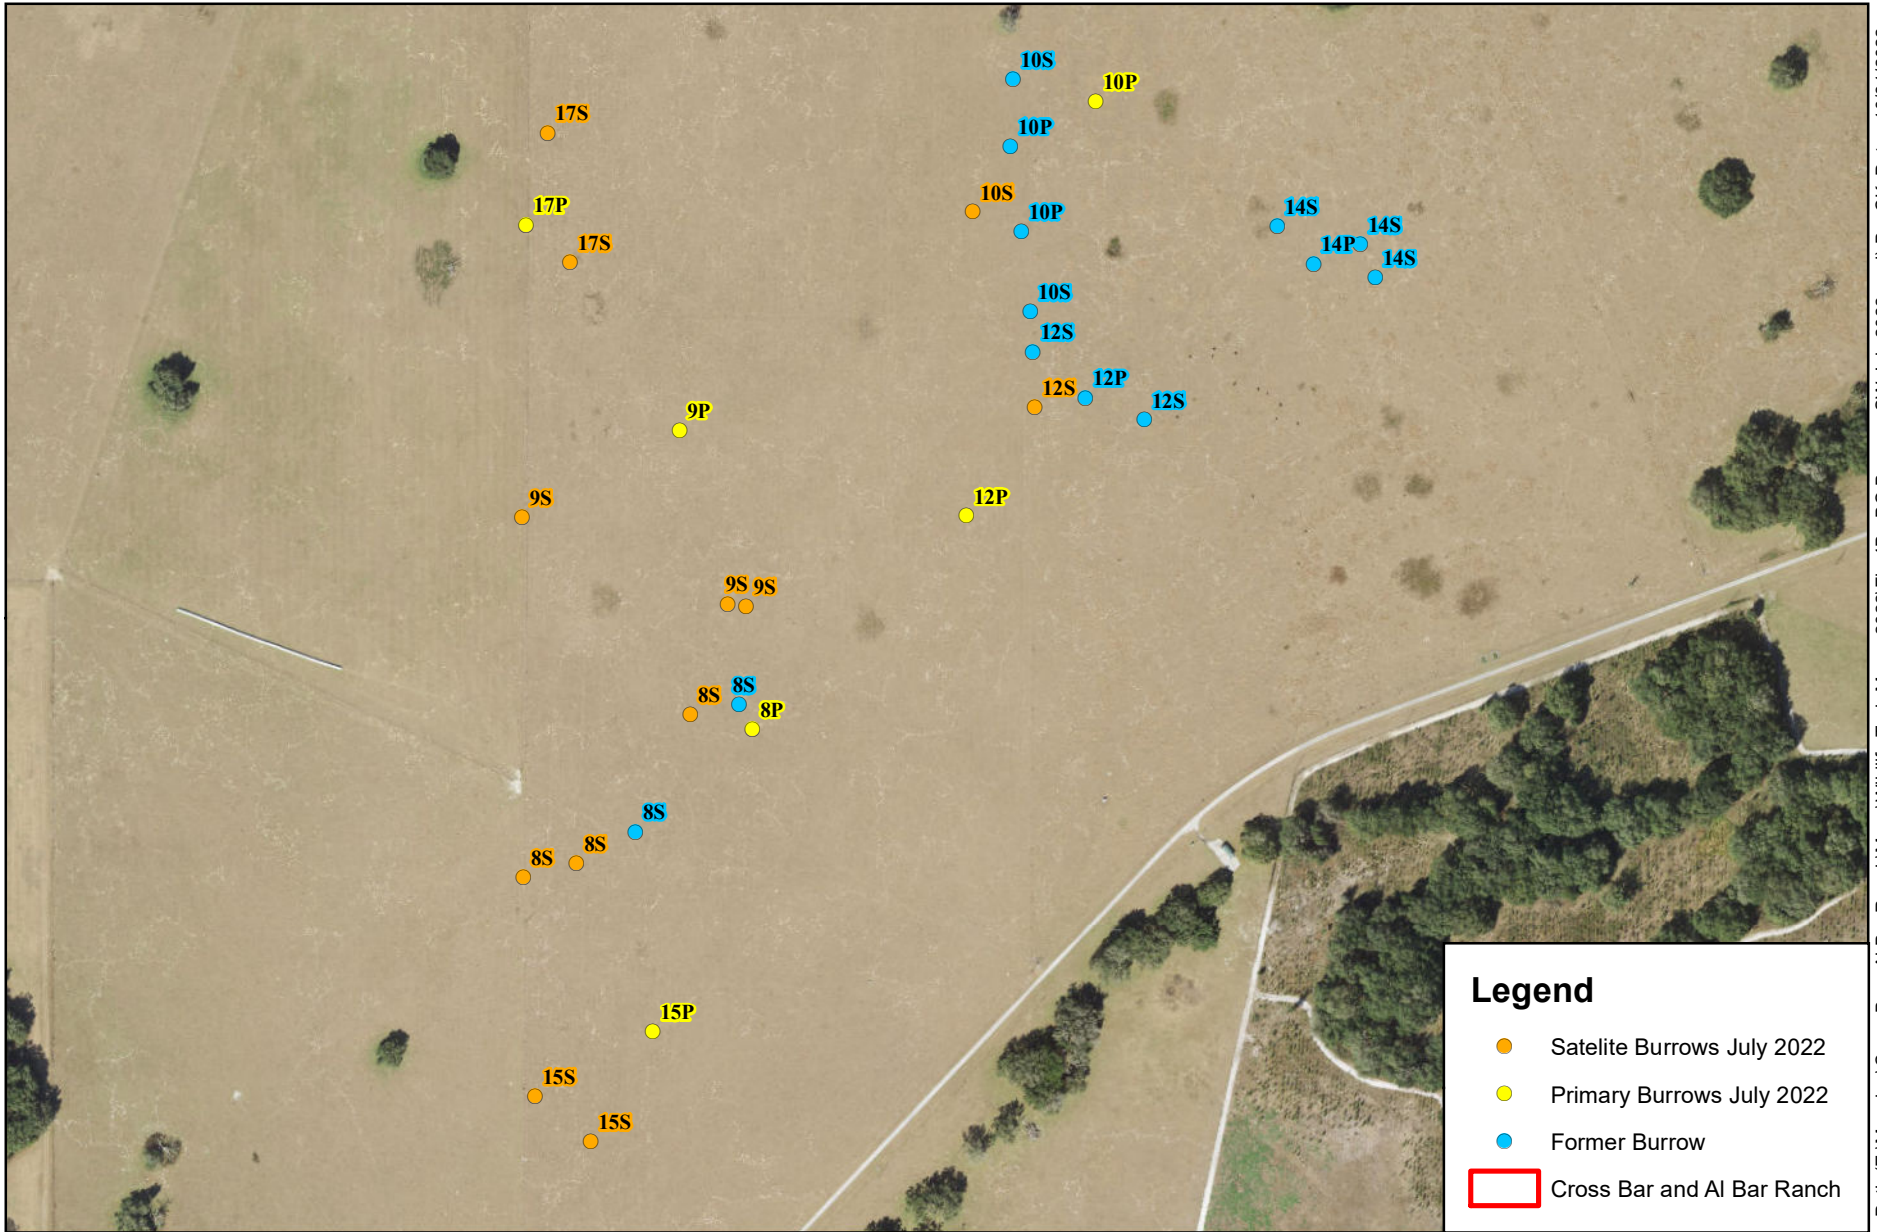 10S
10P
17S
10P
10S
17P
10P
14S
14S
17S
14P
14S
10S
12S
12P
12S
12S
9P
9S
12P
9S
9S
8S
8S
8P
8S
8S
8S
15P
15S
15S
Legend
Satelite Burrows July 2022
Primary Burrows July 2022
Former Burrow
Cross Bar and Al Bar Ranch